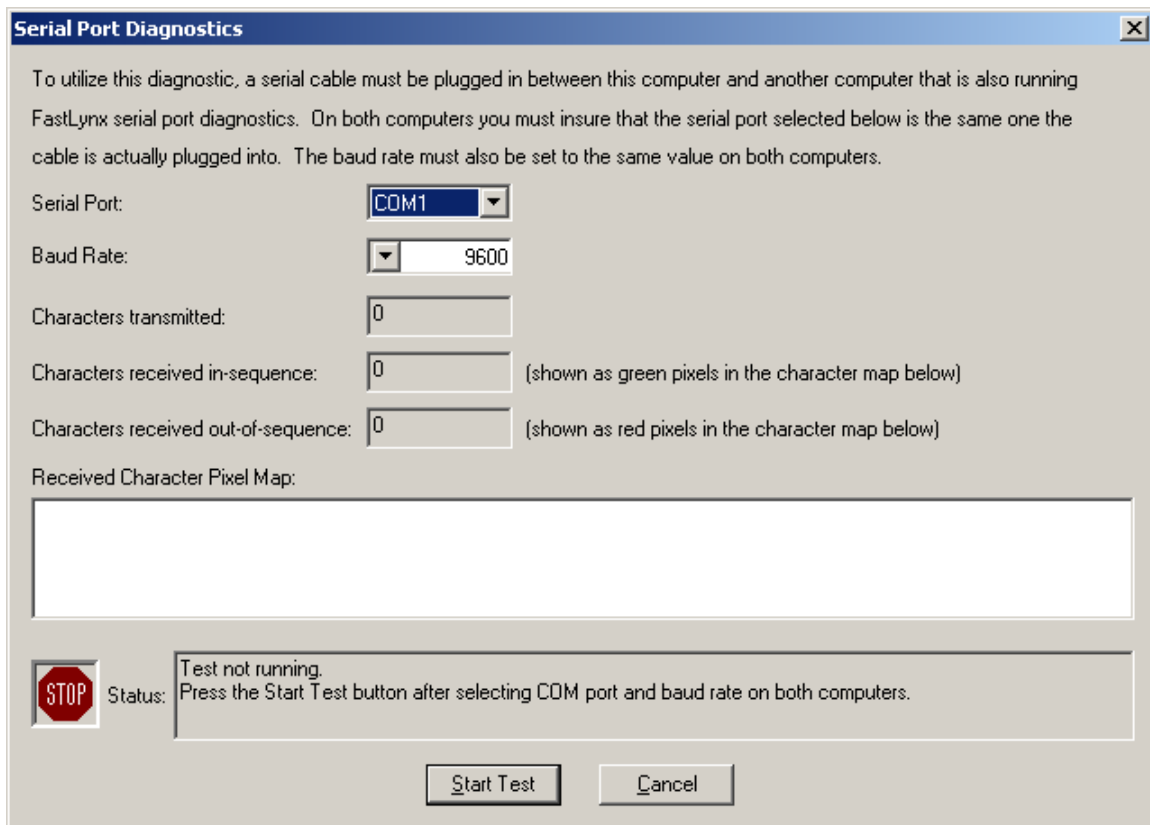 Serial Port Diagnostics
To utilize this diagnostic, a serial cable must be plugged in between this computer and another computer that is also running
FastLynx serial port diagnostics.  On both computers you must insure that the serial port selected below is the same one the
cable is actually plugged into.  The baud rate must also be set to the same value on both computers.
Serial Port: COM1
Baud Rate: 9600
Characters transmitted: 0
Characters received in-sequence: 0 (shown as green pixels in the character map below)
Characters received out-of-sequence: 0 (shown as red pixels in the character map below)
Received Character Pixel Map:
Test not running.
STOP Status: Press the Start Test button after selecting COM port and baud rate on both computers.
Start Test Cancel